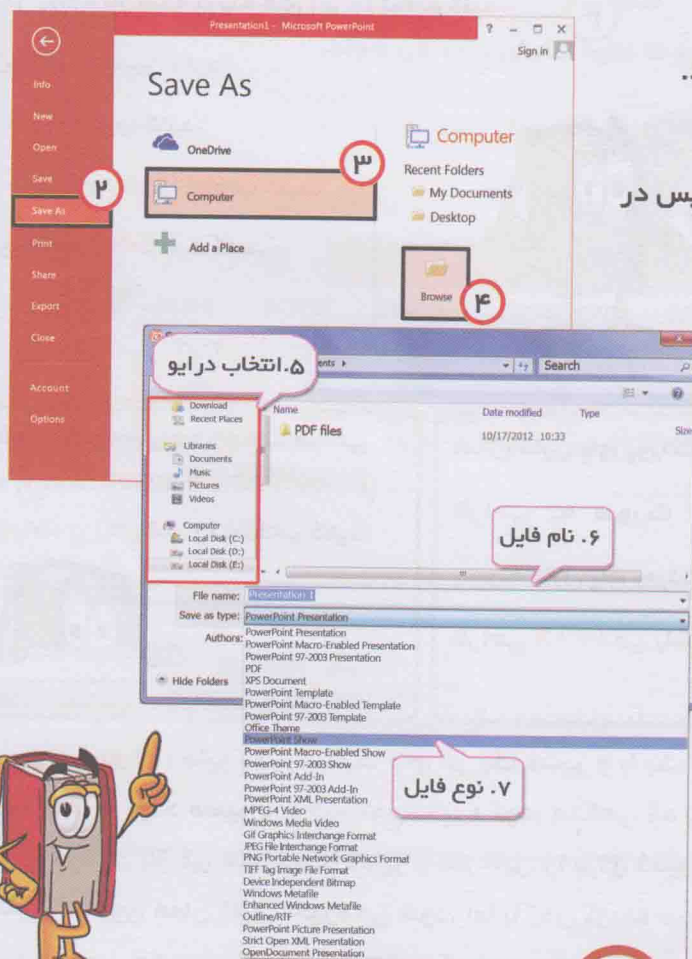 Presentation1 - Microsoft PowerPoint
? – □ X
Sign in
Info
New
Open
Save
Save As
Print
Share
Export
Close
Account
Options
Save As
OneDrive
Computer
Add a Place
Computer
Recent Folders
My Documents
Desktop
Browse
۲
۳
۴
یس در
۵.انتخاب درایو
Search
Download
Recent Places
Libraries
Documents
Music
Pictures
Videos
Computer
Local Disk (C:)
Local Disk (D:)
Local Disk (E:)
Name
Date modified
Type
Size
PDF files
10/17/2012 10:33
۶. نام فایل
File name: Presentation 1
Save as type: PowerPoint Presentation
Authors:
Hide Folders
PowerPoint Presentation
PowerPoint Macro-Enabled Presentation
PowerPoint 97-2003 Presentation
PDF
XPS Document
PowerPoint Template
PowerPoint Macro-Enabled Template
PowerPoint 97-2003 Template
Office Theme
PowerPoint Show
PowerPoint Macro-Enabled Show
PowerPoint 97-2003 Show
PowerPoint Add-In
PowerPoint 97-2003 Add-In
PowerPoint XML Presentation
MPEG-4 Video
Windows Media Video
Gif Graphics Interchange Format
JPEG File Interchange Format
PNG Portable Network Graphics Format
TIFF Tag Image File Format
Device Independent Bitmap
Windows Metafile
Enhanced Windows Metafile
Outline/RTF
PowerPoint Picture Presentation
Strict Open XML Presentation
OpenDocument Presentation
۷. نوع فایل